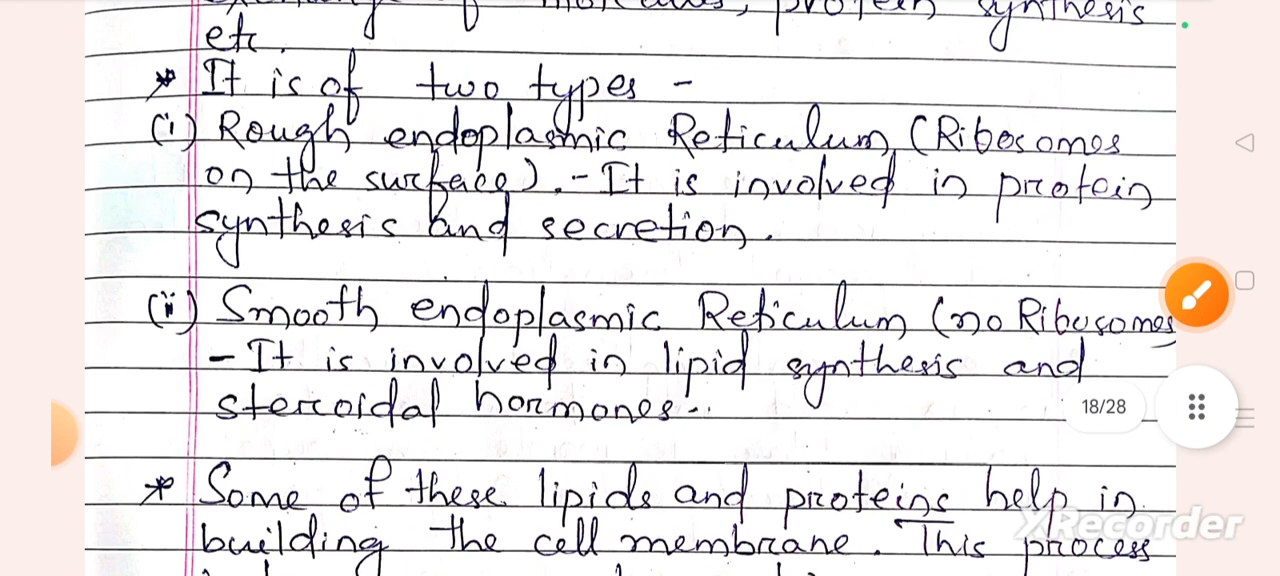 protein synthesis
etc.
* It is of two types -
(i) Rough endoplasmic Reticulum (Ribosomes
on the surface). - It is involved in protein
synthesis and secretion.
(ii) Smooth endoplasmic Reticulum (no Ribosomes
- It is involved in lipid synthesis and
steroidal hormones..
18/28
* Some of these lipids and proteins help in
building the cell membrane. This process
XRecorder